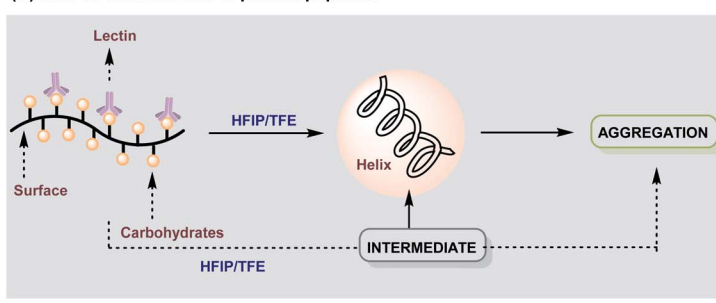 Lectin
HFIP/TFE
Helix
AGGREGATION
Surface
Carbohydrates
INTERMEDIATE
HFIP/TFE